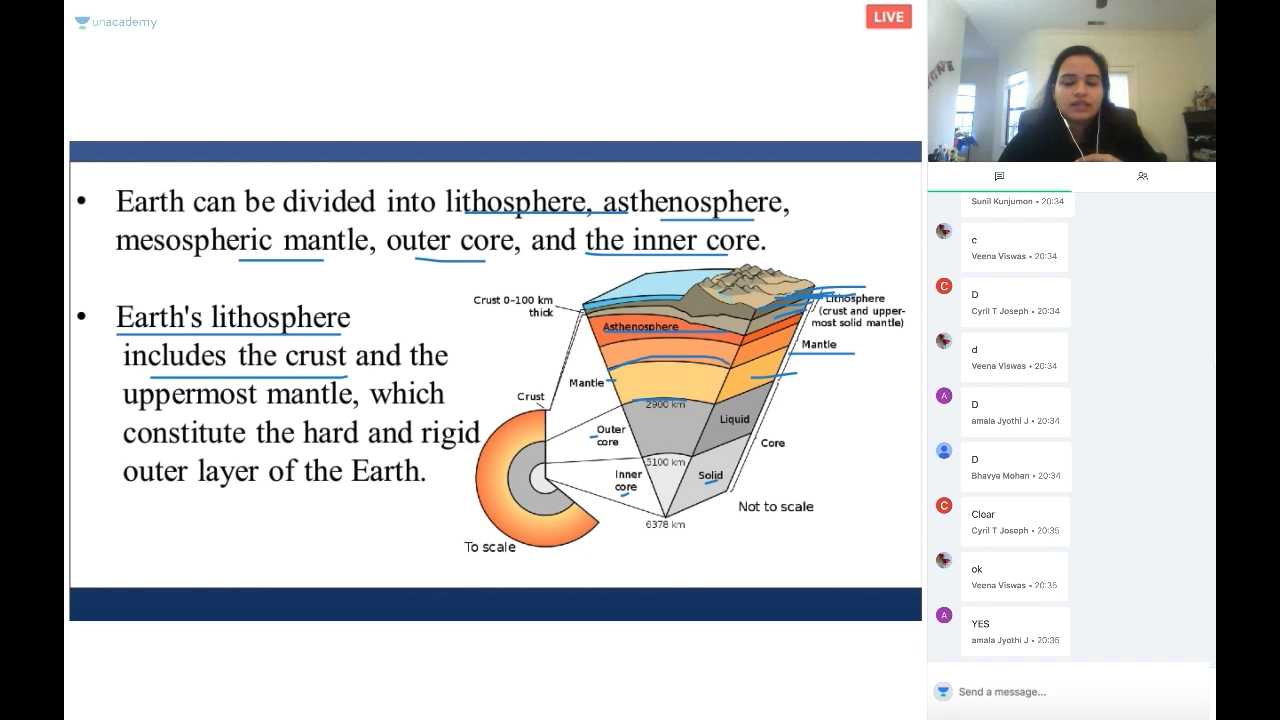 unacademy
LIVE
• Earth can be divided into lithosphere, asthenosphere,
mesospheric mantle, outer core, and the inner core.
• Earth's lithosphere
includes the crust and the
uppermost mantle, which
constitute the hard and rigid
outer layer of the Earth.
Crust 0–100 km
thick
Asthenosphere
Lithosphere
(crust and upper-
most solid mantle)
Mantle
Mantle
Crust
2900 km
Liquid
Outer
core
Core
5100 km
Inner
core
Solid
Not to scale
6378 km
To scale
Sunil Kunjumon • 20:34
c
Veena Viswas • 20:34
C
D
Cyril T Joseph • 20:34
d
Veena Viswas • 20:34
A
D
amala Jyothi J • 20:34
D
Bhavya Mohan • 20:34
C
Clear
Cyril T Joseph • 20:35
ok
Veena Viswas • 20:35
A
YES
amala Jyothi J • 20:35
Send a message...